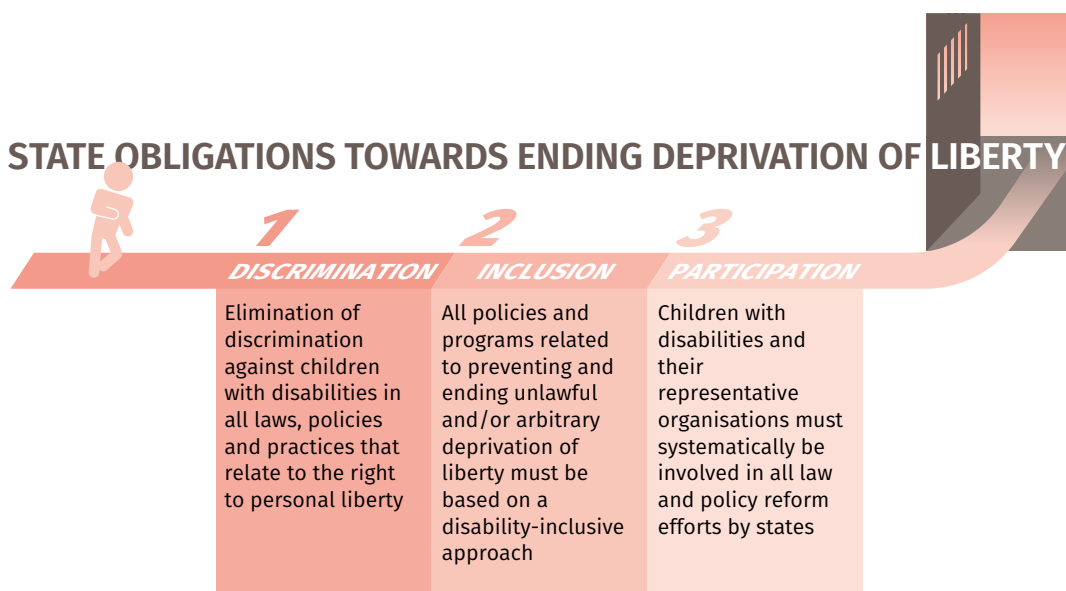 STATE OBLIGATIONS TOWARDS ENDING DEPRIVATION OF LIBERTY
1
DISCRIMINATION
Elimination of
discrimination
against children
with disabilities in
all laws, policies
and practices that
relate to the right
to personal liberty
2
INCLUSION
All policies and
programs related
to preventing and
ending unlawful
and/or arbitrary
deprivation of
liberty must be
based on a
disability-inclusive
approach
3
PARTICIPATION
Children with
disabilities and
their
representative
organisations must
systematically be
involved in all law
and policy reform
efforts by states